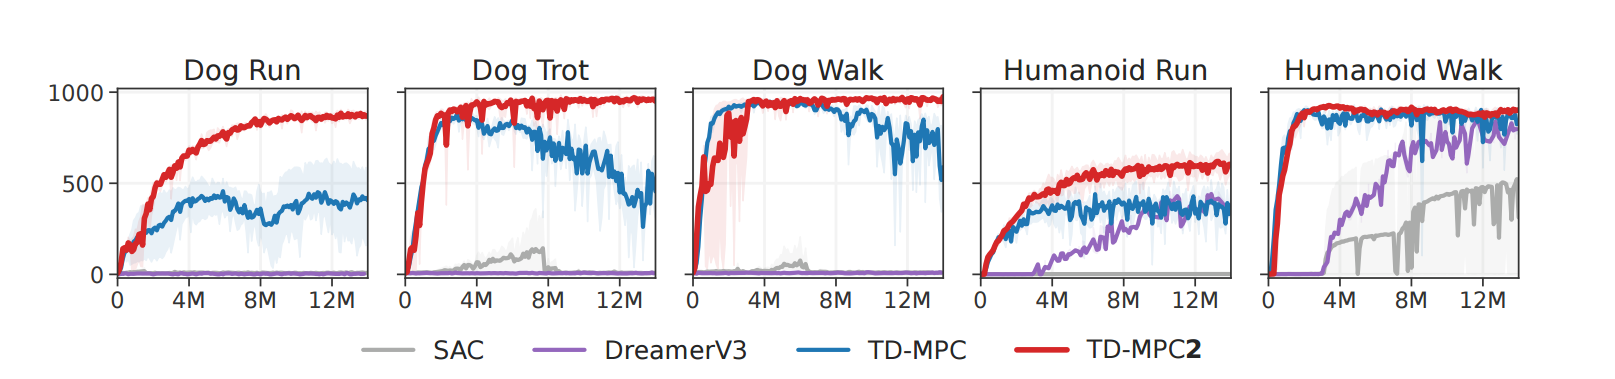 Dog Run Dog Trot Dog Walk Humanoid Run Humanoid Walk
1000
500
0
0 4M 8M 12M 0 4M 8M 12M 0 4M 8M 12M 0 4M 8M 12M 0 4M 8M 12M
SAC DreamerV3 TD-MPC TD-MPC2